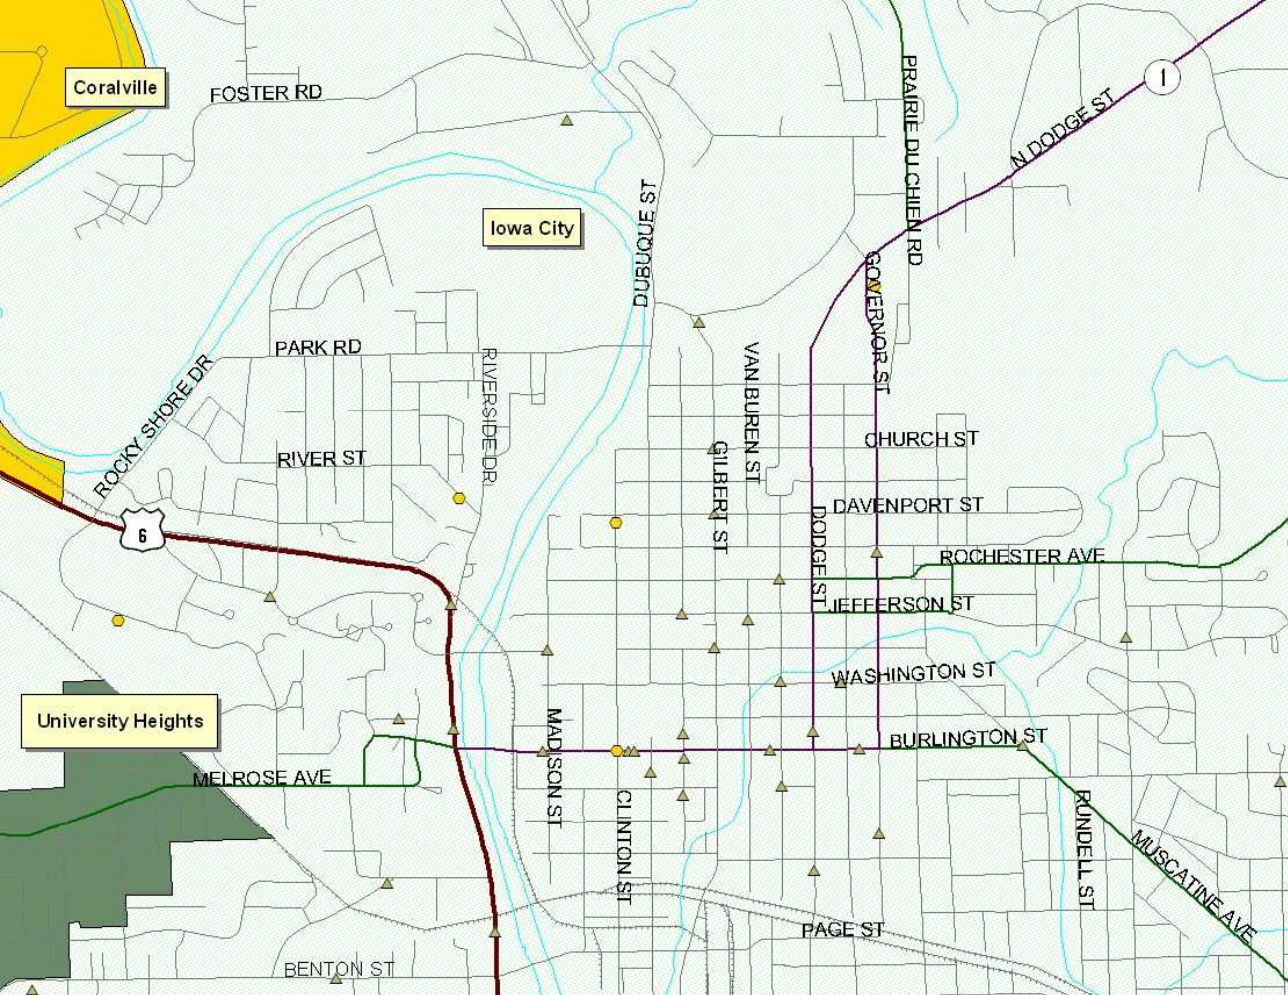 Coralville
FOSTER RD
1
N DODGE ST
PRAIRIE DU CHIEN RD
Iowa City
DUBUQUE ST
GOVERNOR ST
PARK RD
RIVERSIDE DR
VAN BUREN ST
ROCKY SHORE DR
RIVER ST
GILBERT ST
CHURCH ST
DAVENPORT ST
6
DODGE ST
ROCHESTER AVE
JEFFERSON ST
WASHINGTON ST
University Heights
MADISON ST
BURLINGTON ST
MELROSE AVE
CLINTON ST
RUNDELL ST
MUSCATINE AVE
PAGE ST
BENTON ST